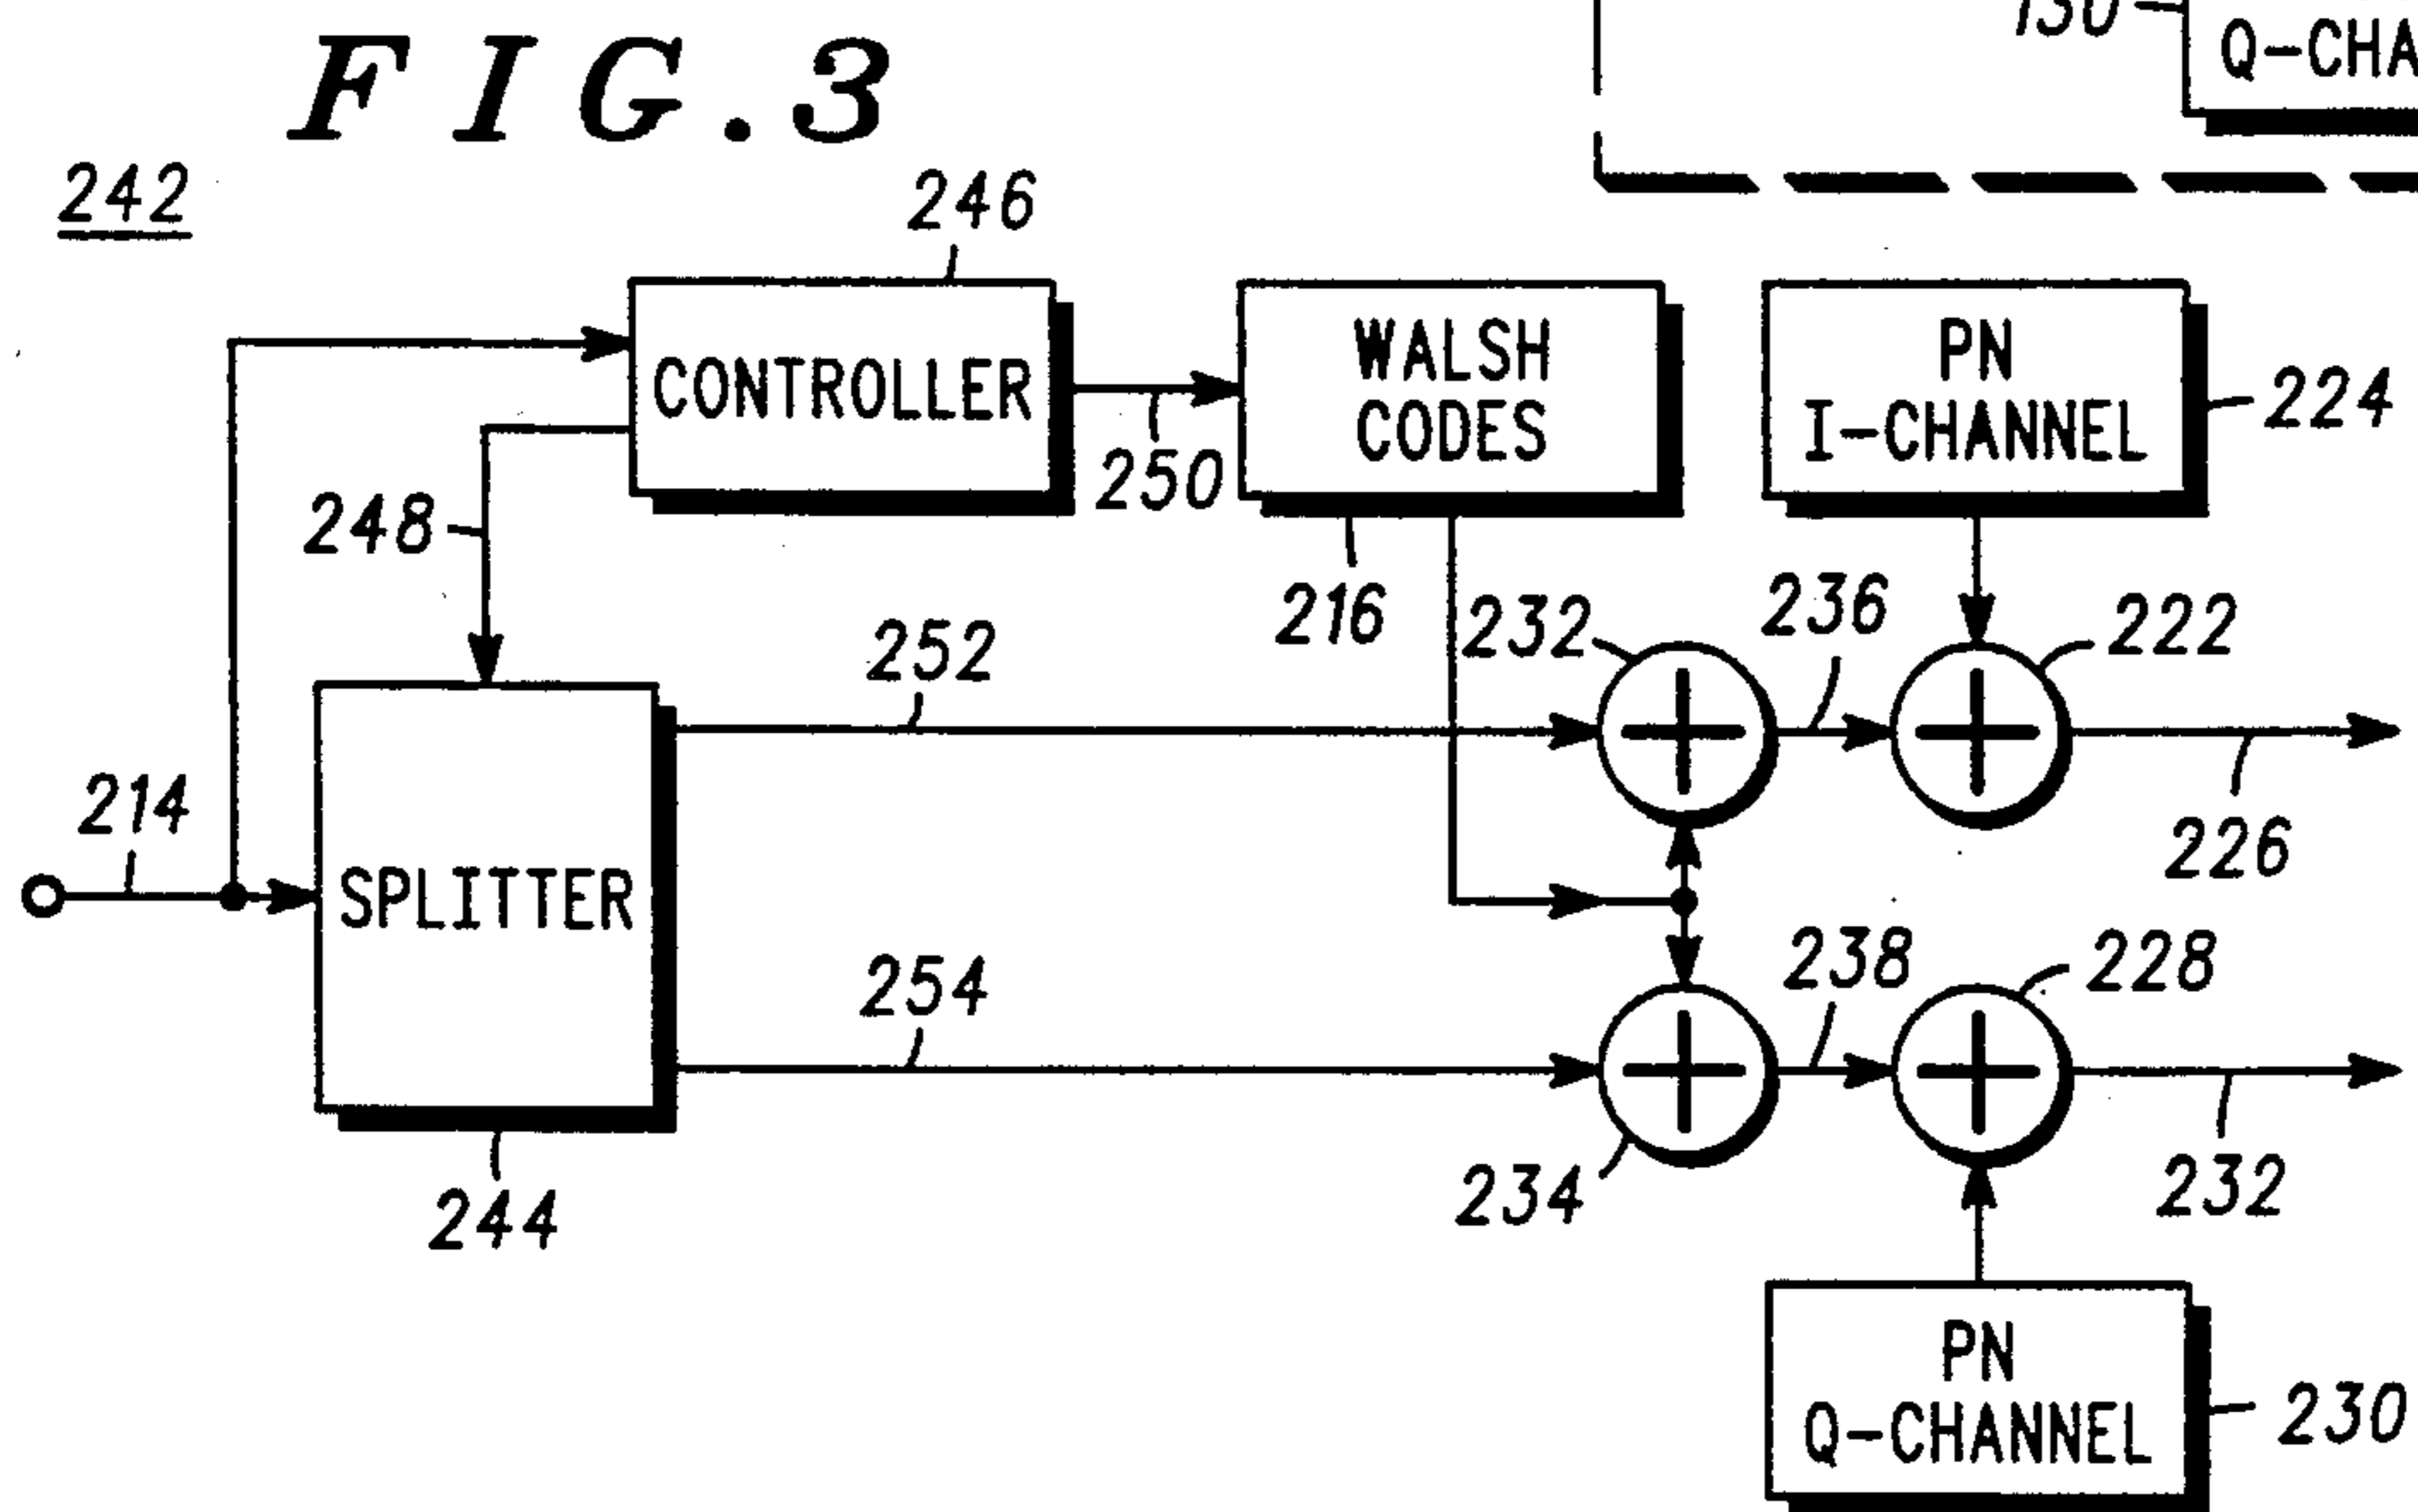 FIG.3
130
Q-CHA
242
246
CONTROLLER
WALSH
CODES
PN
I-CHANNEL
224
250
248
216
232
236
222
252
214
SPLITTER
226
254
238
228
234
232
244
PN
Q-CHANNEL
230